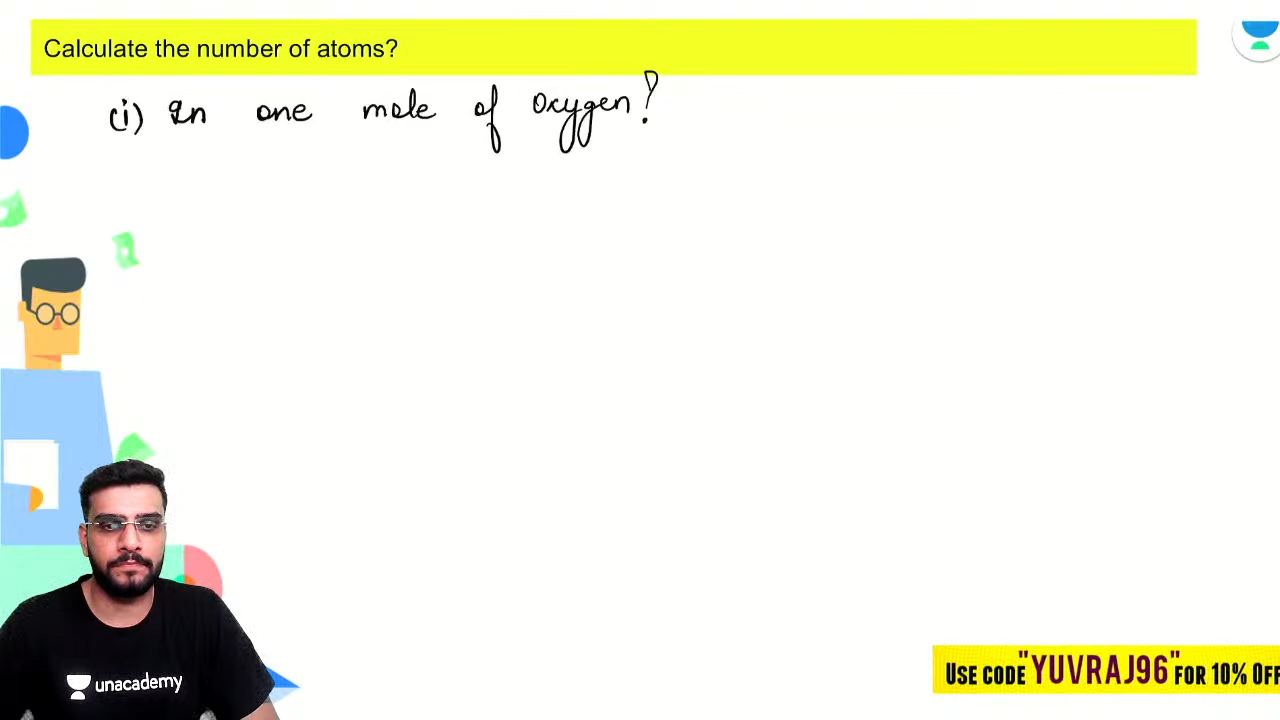 Calculate the number of atoms?
(i) In one mole of oxygen?
unacademy
USE CODE "YUVRAJ96" FOR 10% OFF